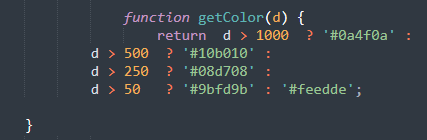 function getColor(d) {
return d > 1000 ? '#0a4f0a' :
d > 500 ? '#10b010' :
d > 250 ? '#08d708' :
d > 50 ? '#9bfd9b' : '#feedde';
}